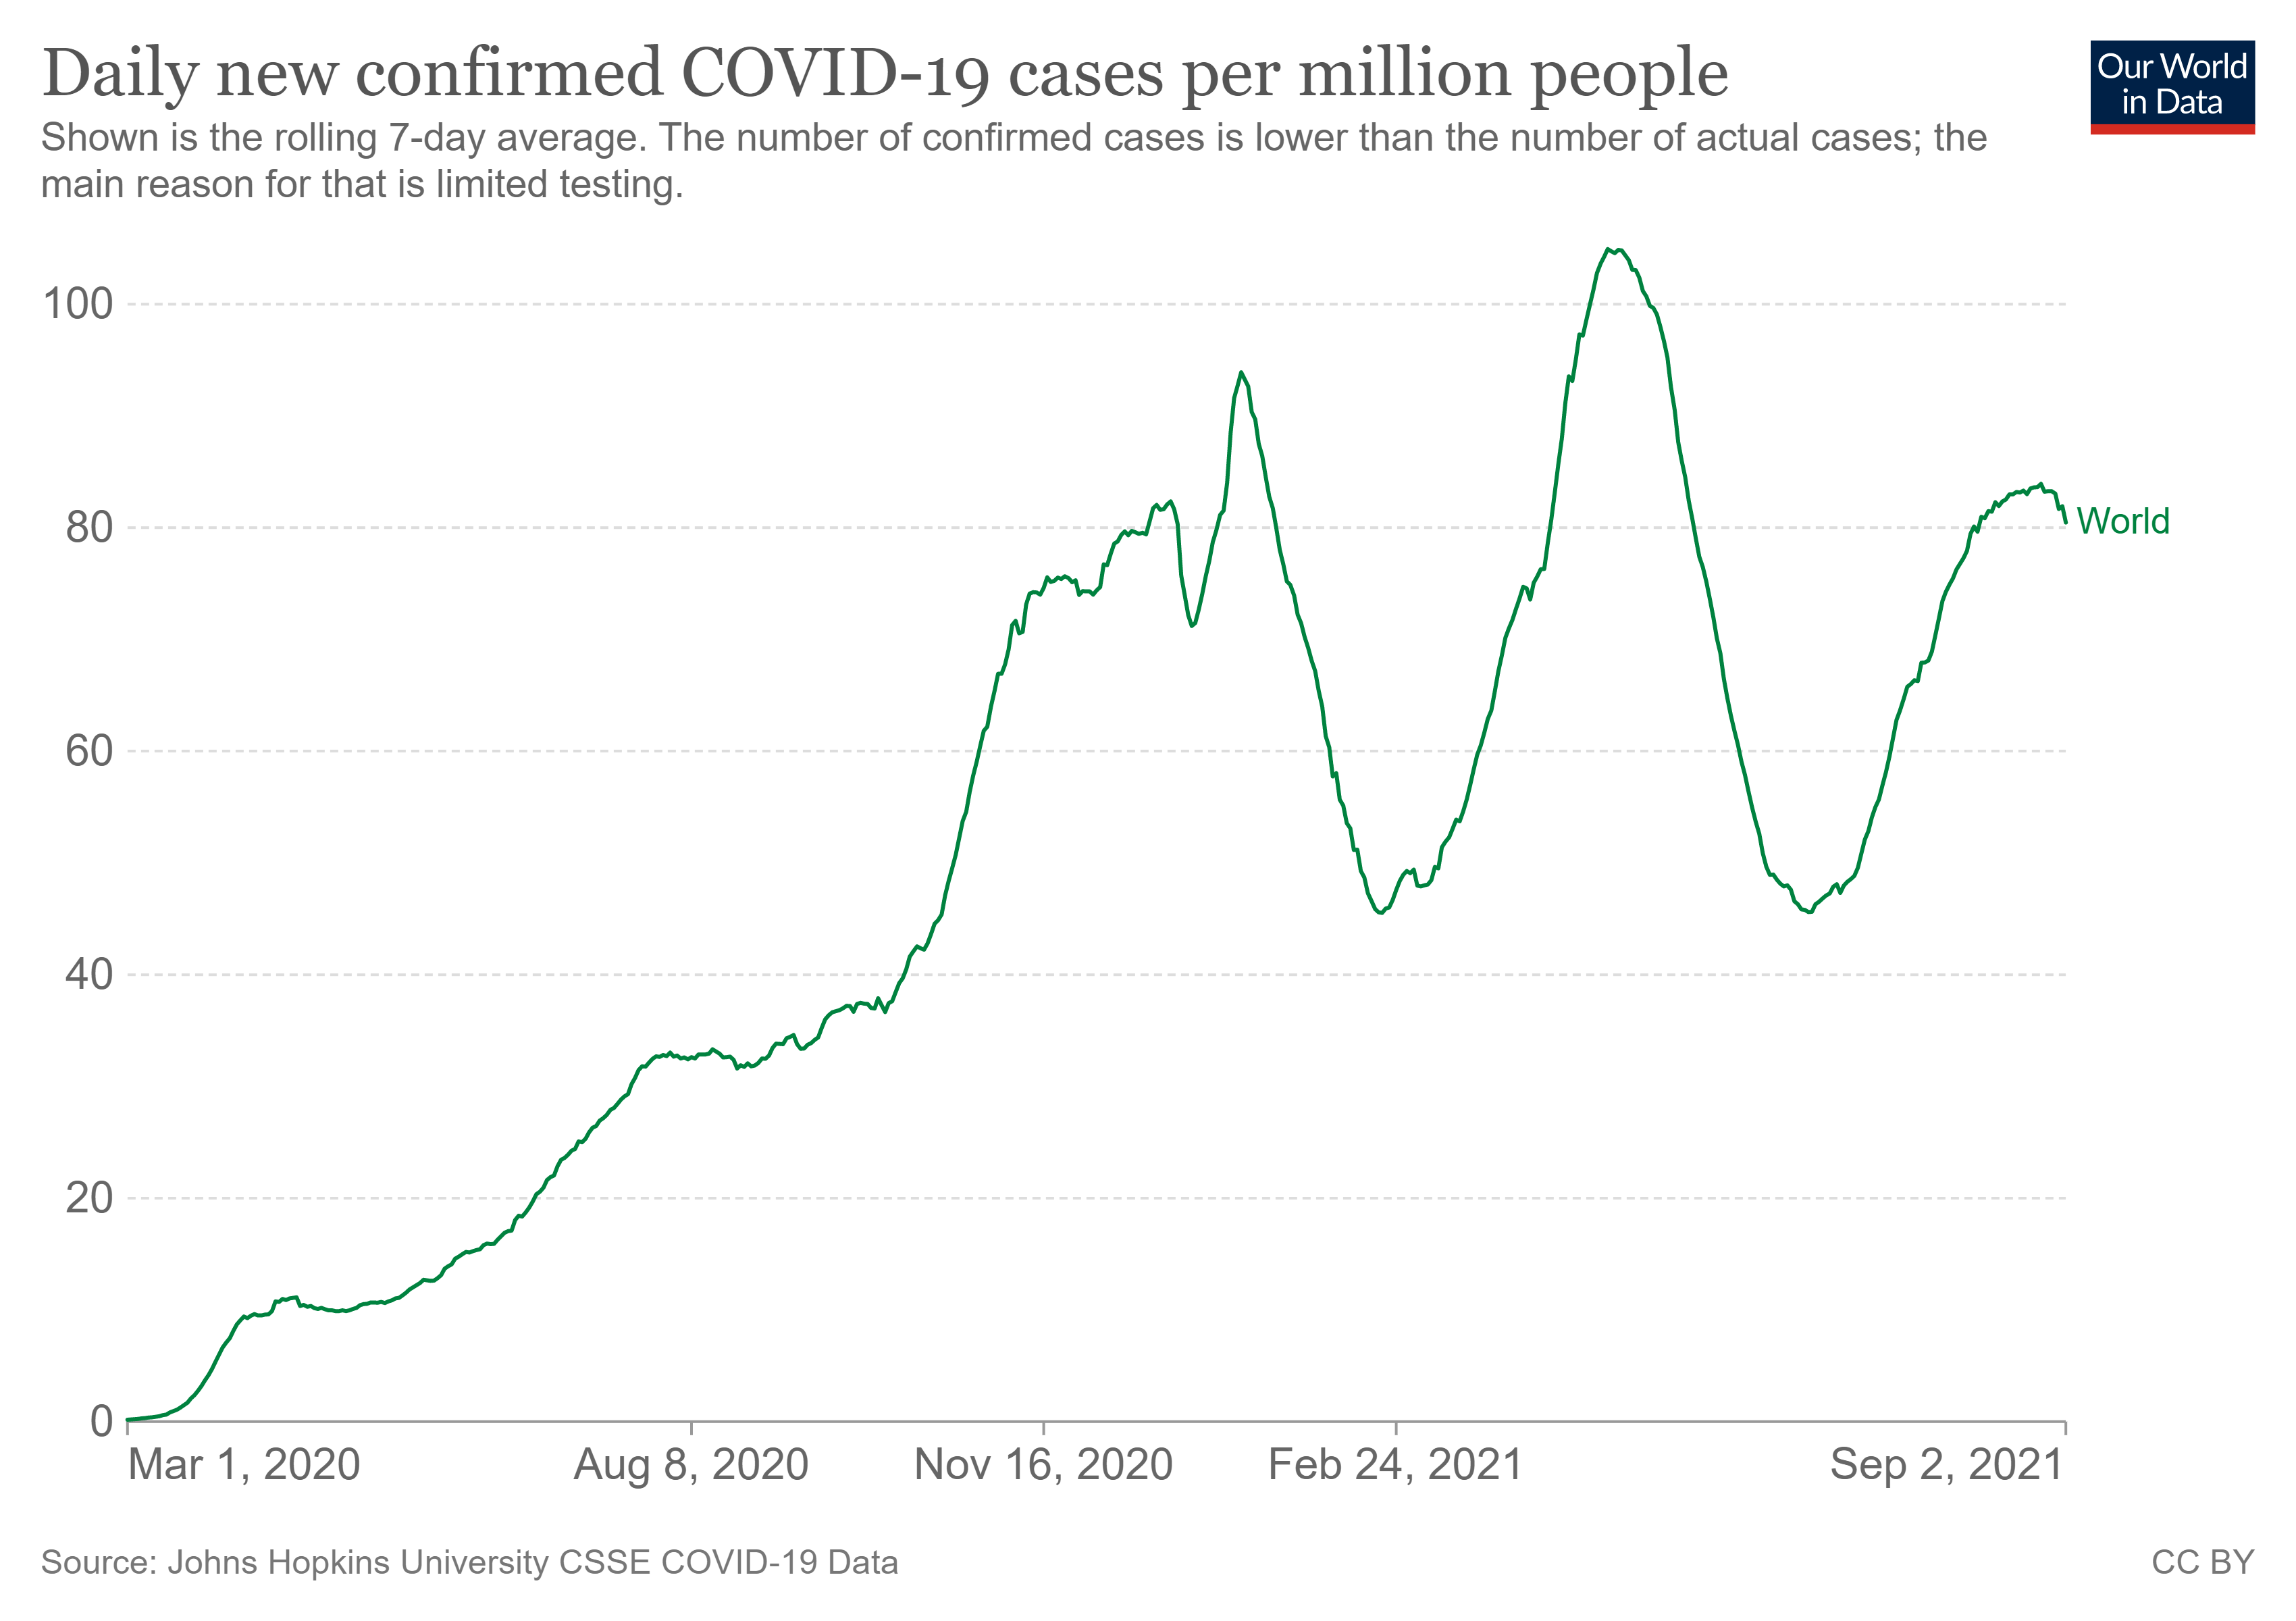 Daily new confirmed COVID-19 cases per million people
Our World
in Data
Shown is the rolling 7-day average. The number of confirmed cases is lower than the number of actual cases; the
main reason for that is limited testing.
100
80
World
60
40
20
0
Mar 1, 2020 Aug 8, 2020 Nov 16, 2020 Feb 24, 2021 Sep 2, 2021
Source: Johns Hopkins University CSSE COVID-19 Data CC BY